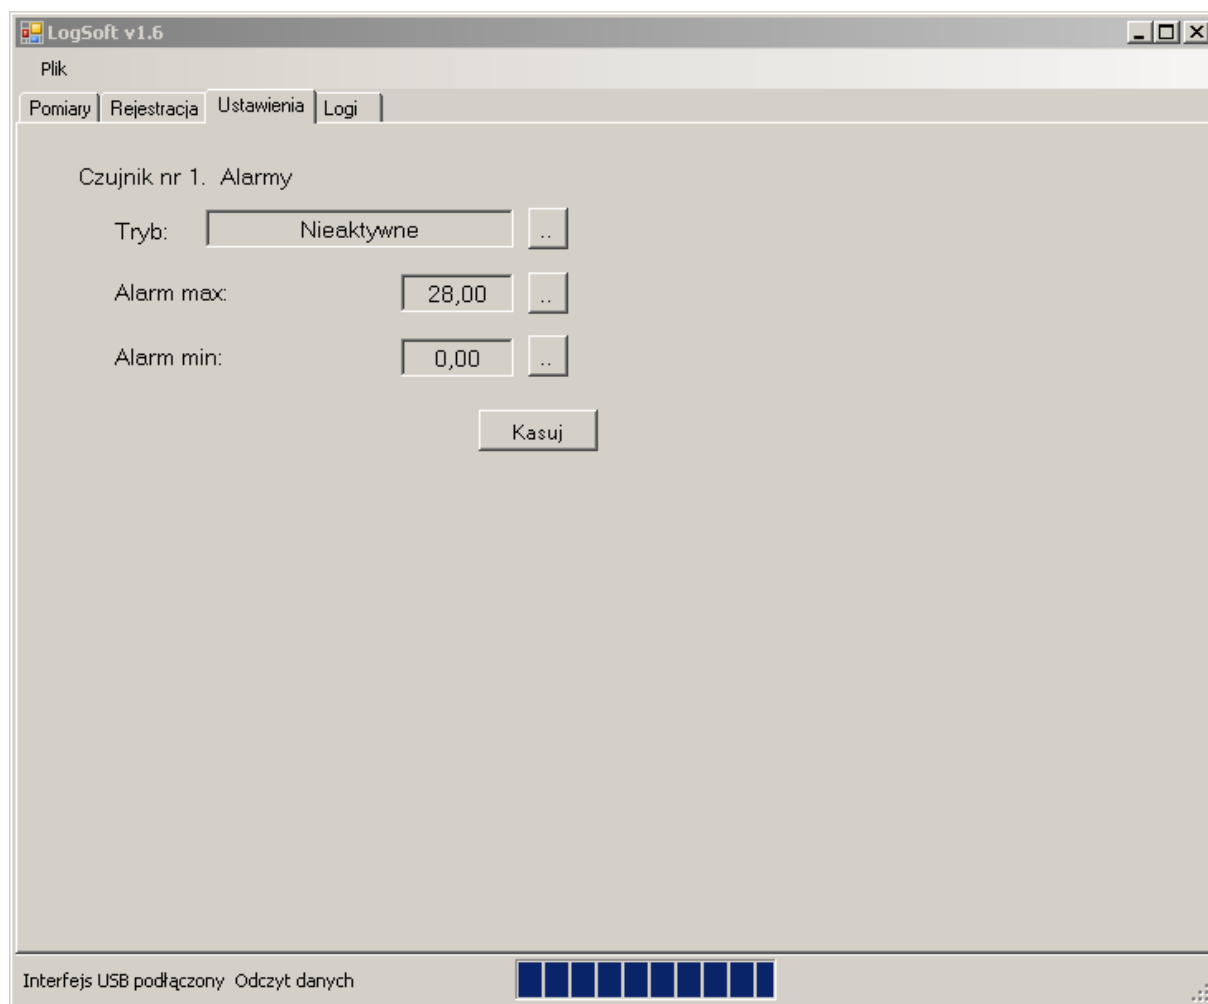 LogSoft v1.6
Plik
Pomiary Rejestracja Ustawienia Logi
Czujnik nr 1. Alarmy
Tryb: Nieaktywne ..
Alarm max: 28,00 ..
Alarm min: 0,00 ..
Kasuj
Interfejs USB podłączony Odczyt danych